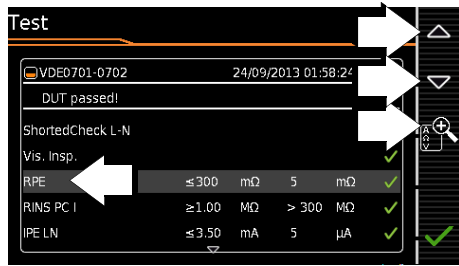 Test
VDE0701-0702 24/09/2013 01:58:24
DUT passed!
ShortedCheck L-N
Vis. Insp. ✓
RPE ≤300 mΩ 5 mΩ ✓
RINS PC I ≥1.00 MΩ > 300 MΩ ✓
IPE LN ≤3.50 mA 5 µA ✓
A
Ω
V